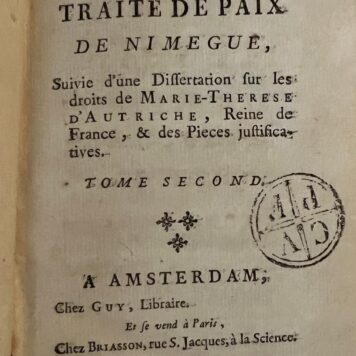 TRAITÉ DE PAIX
DE NIMEGUE,
Suivie d'une Dissertation sur les
droits de MARIE-THERESE
D'AUTRICHE, Reine de
France, & des Pieces justifica-
tives.
TOME SECOND.
A AMSTERDAM,
Chez GUY, Libraire.
Et se vend à Paris,
Chez BRIASSON, rue S. Jacques, à la Science.